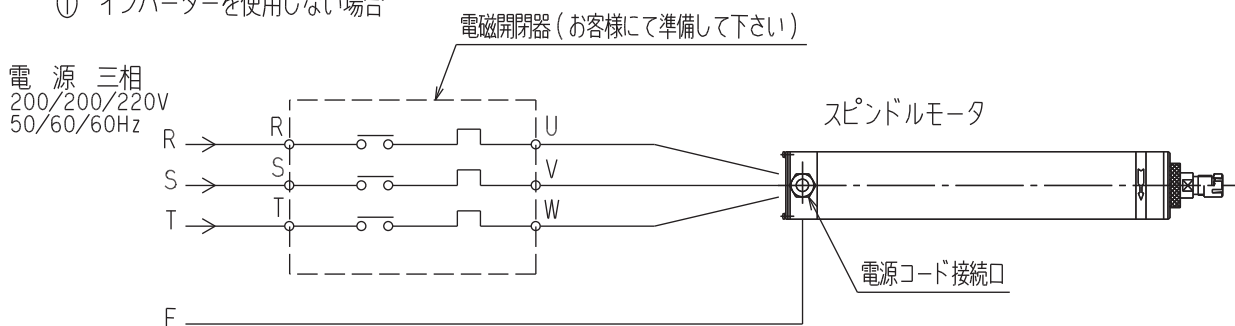 ① インバーターを使用しない場合
電磁開閉器(お客様にて準備して下さい)
電 源 三相
200/200/220V
50/60/60Hz
スピンドルモータ
R R U
S S V
T T W
電源コード接続口
E